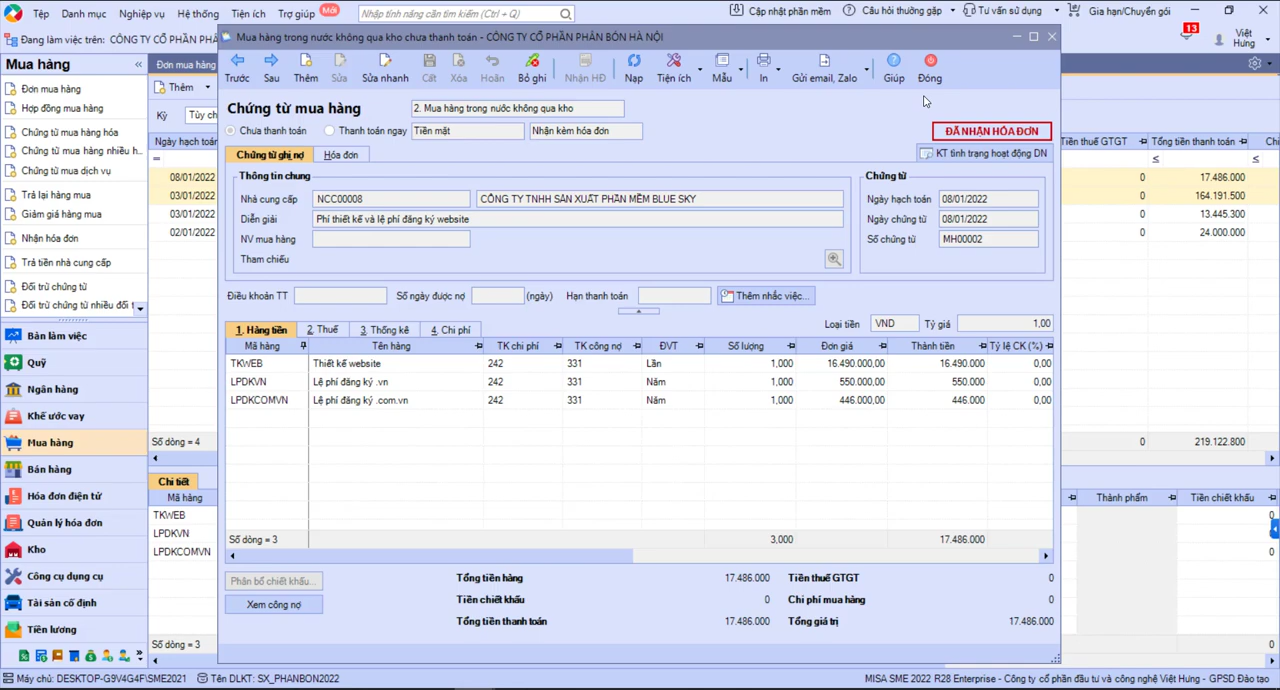 Tệp Danh mục Nghiệp vụ Hệ thống Tiện ích Trợ giúp Mới
Nhập tính năng cần tìm kiếm (Ctrl + Q)
Cập nhật phần mềm Câu hỏi thường gặp Tư vấn sử dụng Gia hạn/Chuyển gói
Đang làm việc trên: CÔNG TY CỔ PHẦN PHÂN BÓN HÀ
13
Việt Hưng
Mua hàng
Đơn mua hàng
Hợp đồng mua hàng
Chứng từ mua hàng hóa
Chứng từ mua hàng nhiều h...
Chứng từ mua dịch vụ
Trả lại hàng mua
Giảm giá hàng mua
Nhận hóa đơn
Trả tiền nhà cung cấp
Đối trừ chứng từ
Đối trừ chứng từ nhiều đối t
Bàn làm việc
Quỹ
Ngân hàng
Khế ước vay
Mua hàng
Bán hàng
Hóa đơn điện tử
Quản lý hóa đơn
Kho
Công cụ dụng cụ
Tài sản cố định
Tiền lương
Đơn mua hàng
Thêm
Kỳ Tùy ch
Ngày hạch toán
=
08/01/2022
03/01/2022
03/01/2022
02/01/2022
Số dòng = 4
Chi tiết
Mã hàng
TKWEB
LPDKVN
LPDKCOMVN
Số dòng = 3
Mua hàng trong nước không qua kho chưa thanh toán - CÔNG TY CỔ PHẦN PHÂN BÓN HÀ NỘI
Trước Sau Thêm Sửa Sửa nhanh Cất Xóa Hoãn Bỏ ghi Nhận HĐ Nạp Tiện ích Mẫu In Gửi email, Zalo Giúp Đóng
Chứng từ mua hàng
2. Mua hàng trong nước không qua kho
Chưa thanh toán Thanh toán ngay Tiền mặt Nhận kèm hóa đơn
ĐÃ NHẬN HÓA ĐƠN
Chứng từ ghi nợ Hóa đơn
KT tình trạng hoạt động DN
Thông tin chung
Nhà cung cấp NCC00008 CÔNG TY TNHH SẢN XUẤT PHẦN MỀM BLUE SKY
Diễn giải Phí thiết kế và lệ phí đăng ký website
NV mua hàng
Tham chiếu
Chứng từ
Ngày hạch toán 08/01/2022
Ngày chứng từ 08/01/2022
Số chứng từ MH00002
Điều khoản TT Số ngày được nợ (ngày) Hạn thanh toán Thêm nhắc việc...
1. Hàng tiền 2. Thuế 3. Thống kê 4. Chi phí
Loại tiền VND Tỷ giá 1,00
Mã hàng Tên hàng TK chi phí TK công nợ ĐVT Số lượng Đơn giá Thành tiền Tỷ lệ CK (%)
TKWEB Thiết kế website 242 331 Lần 1,000 16.490.000,00 16.490.000 0,00
LPDKVN Lệ phí đăng ký .vn 242 331 Năm 1,000 550.000,00 550.000 0,00
LPDKCOMVN Lệ phí đăng ký .com.vn 242 331 Năm 1,000 446.000,00 446.000 0,00
Số dòng = 3 3,000 17.486.000
Phân bổ chiết khấu...
Xem công nợ
Tổng tiền hàng 17.486.000 Tiền thuế GTGT 0
Tiền chiết khấu 0 Chi phí mua hàng 0
Tổng tiền thanh toán 17.486.000 Tổng giá trị 17.486.000
Tiền thuế GTGT Tổng tiền thanh toán Chi
≤ ≤
0 17.486.000
0 164.191.500
0 13.445.300
0 24.000.000
0 219.122.800
Thành phẩm Tiền chiết khấu
0
0
0
0
Máy chủ: DESKTOP-G9V4G4F\SME2021 Tên DLKT: SX_PHANBON2022
MISA SME 2022 R28 Enterprise - Công ty cổ phần đầu tư và công nghệ Việt Hưng - GPSD Đào tạo